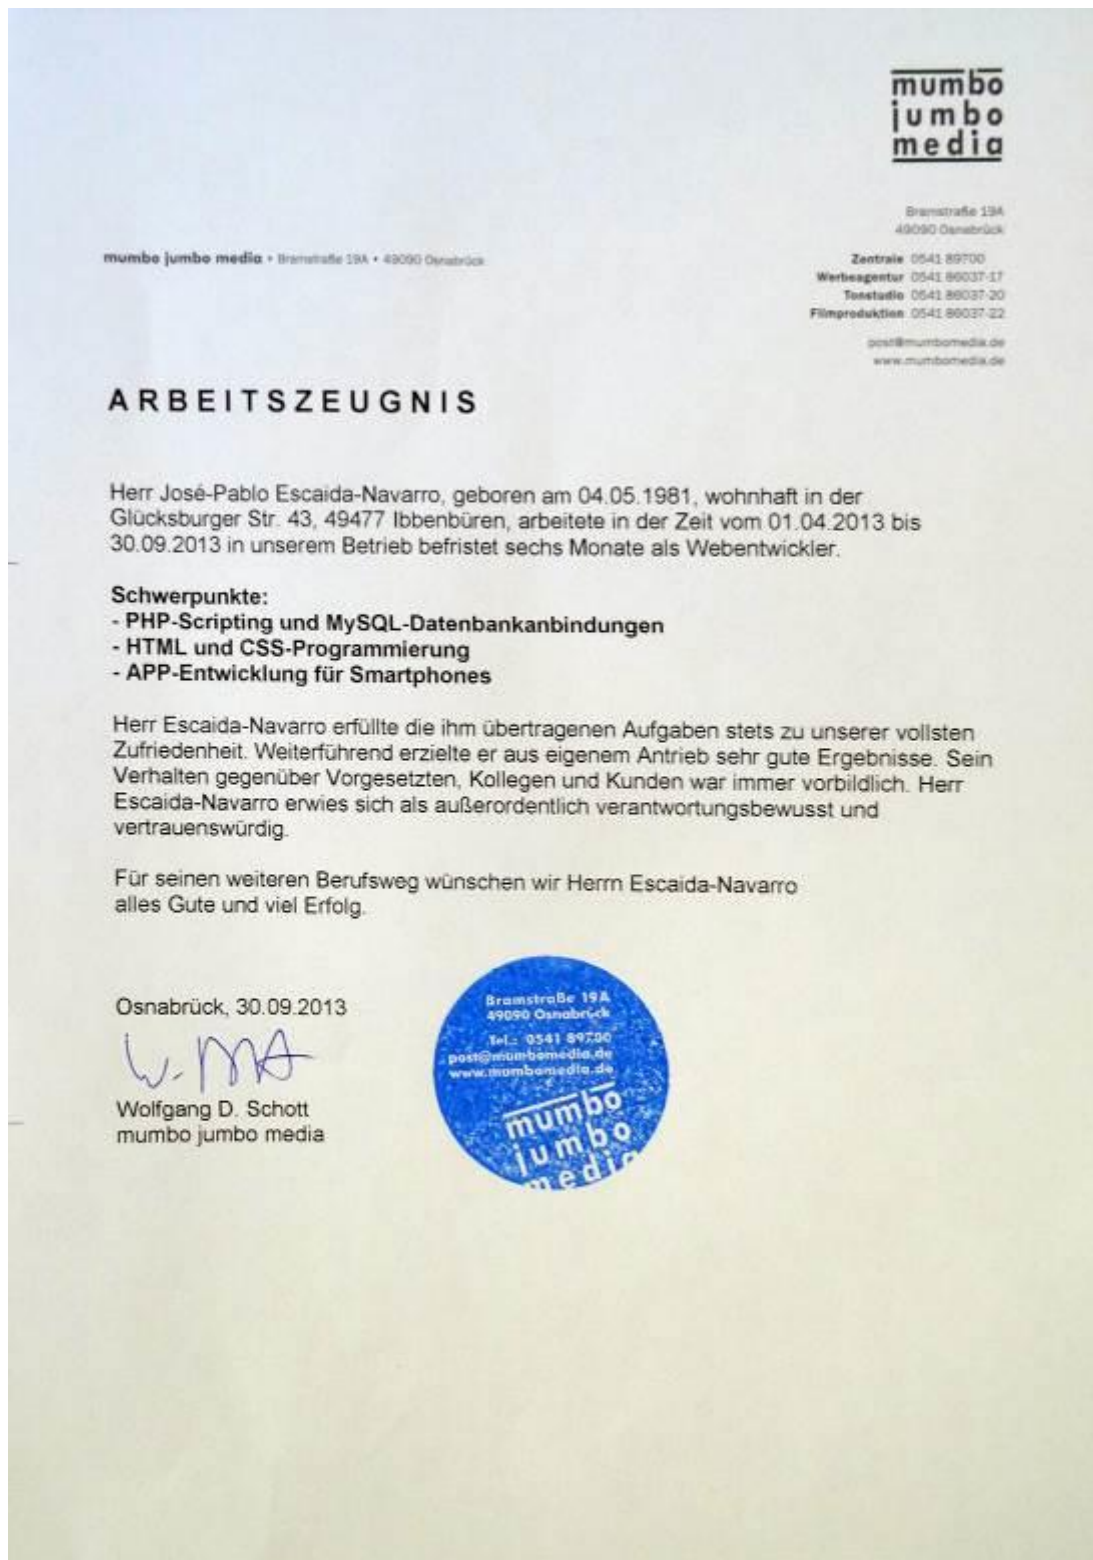 mumbo
jumbo
media
Bramstraße 19A
49090 Osnabrück
mumbo jumbo media • Bramstraße 19A • 49090 Osnabrück
Zentrale 0541 89700
Werbeagentur 0541 86037-17
Tonstudio 0541 86037-20
Filmproduktion 0541 86037-22
post@mumbomedia.de
www.mumbomedia.de
ARBEITSZEUGNIS
Herr José-Pablo Escaida-Navarro, geboren am 04.05.1981, wohnhaft in der
Glücksburger Str. 43, 49477 Ibbenbüren, arbeitete in der Zeit vom 01.04.2013 bis
30.09.2013 in unserem Betrieb befristet sechs Monate als Webentwickler.
Schwerpunkte:
- PHP-Scripting und MySQL-Datenbankanbindungen
- HTML und CSS-Programmierung
- APP-Entwicklung für Smartphones
Herr Escaida-Navarro erfüllte die ihm übertragenen Aufgaben stets zu unserer vollsten
Zufriedenheit. Weiterführend erzielte er aus eigenem Antrieb sehr gute Ergebnisse. Sein
Verhalten gegenüber Vorgesetzten, Kollegen und Kunden war immer vorbildlich. Herr
Escaida-Navarro erwies sich als außerordentlich verantwortungsbewusst und
vertrauenswürdig.
Für seinen weiteren Berufsweg wünschen wir Herrn Escaida-Navarro
alles Gute und viel Erfolg.
Osnabrück, 30.09.2013
Wolfgang D. Schott
mumbo jumbo media
Bramstraße 19A
49090 Osnabrück
Tel.: 0541 89700
post@mumbomedia.de
www.mumbomedia.de
mumbo
jumbo
media